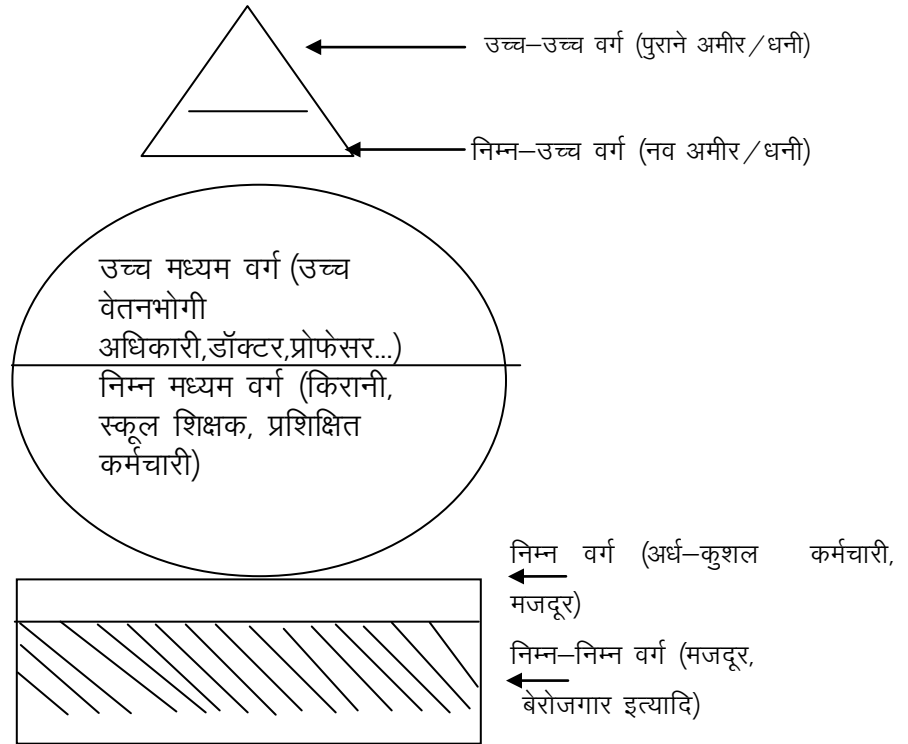 उच्च–उच्च वर्ग (पुराने अमीर/धनी)
निम्न–उच्च वर्ग (नव अमीर/धनी)
उच्च मध्यम वर्ग (उच्च
वेतनभोगी
अधिकारी,डॉक्टर,प्रोफेसर...)
निम्न मध्यम वर्ग (किरानी,
स्कूल शिक्षक, प्रशिक्षित
कर्मचारी)
निम्न वर्ग (अर्ध–कुशल कर्मचारी,
मजदूर)
निम्न–निम्न वर्ग (मजदूर,
बेरोजगार इत्यादि)